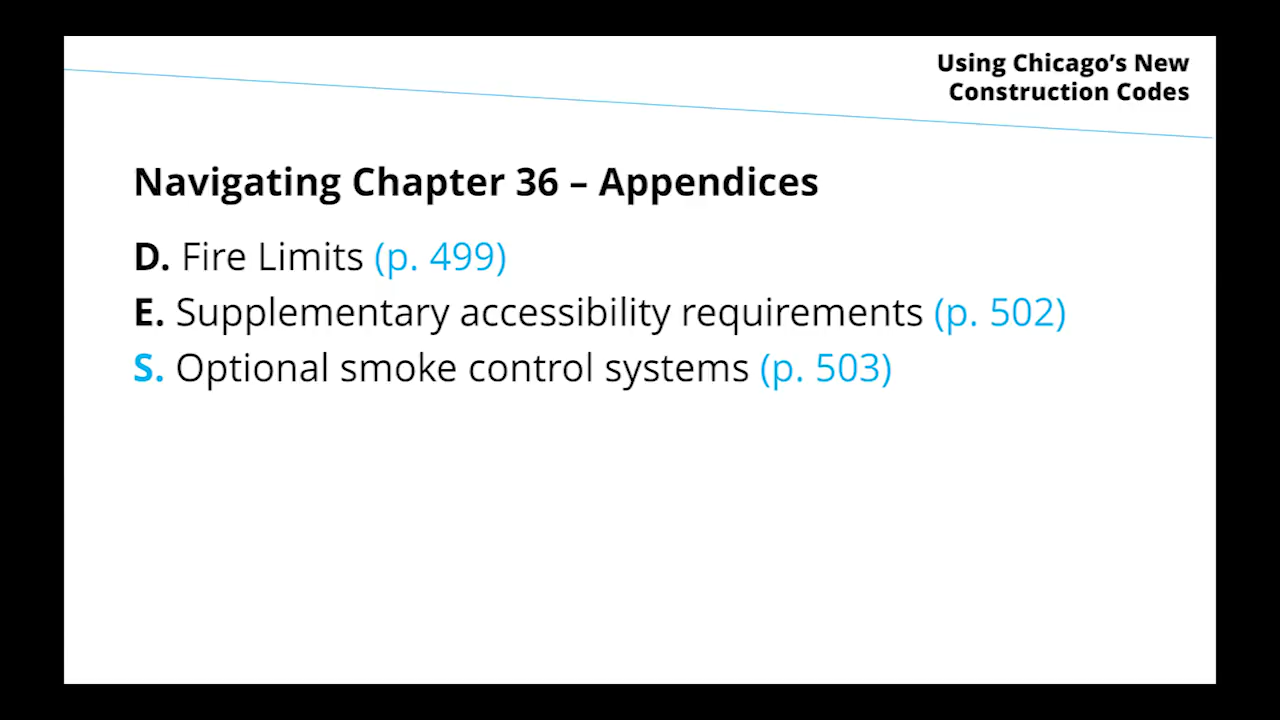 Using Chicago’s New
Construction Codes
Navigating Chapter 36 – Appendices
D. Fire Limits (p. 499)
E. Supplementary accessibility requirements (p. 502)
S. Optional smoke control systems (p. 503)